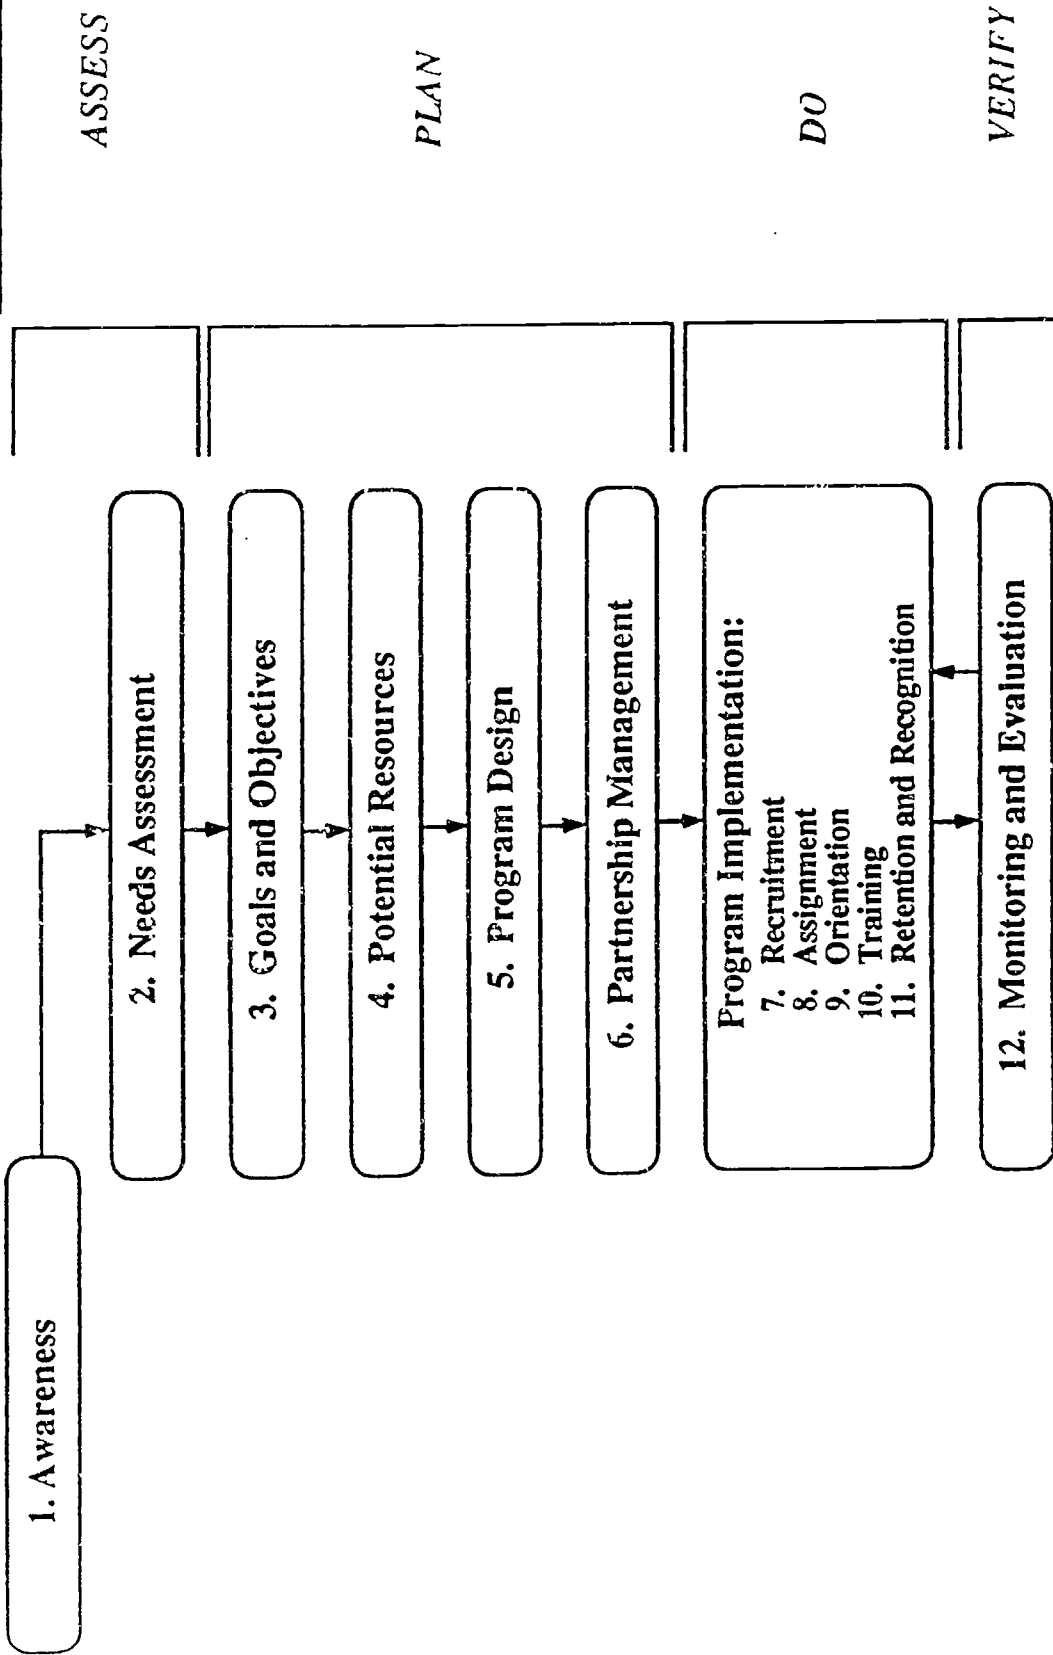 1. Awareness
ASSESS
2. Needs Assessment
3. Goals and Objectives
PLAN
4. Potential Resources
5. Program Design
6. Partnership Management
Program Implementation:
DO
7. Recruitment
8. Assignment
9. Orientation
10. Training
11. Retention and Recognition
12. Monitoring and Evaluation
VERIFY